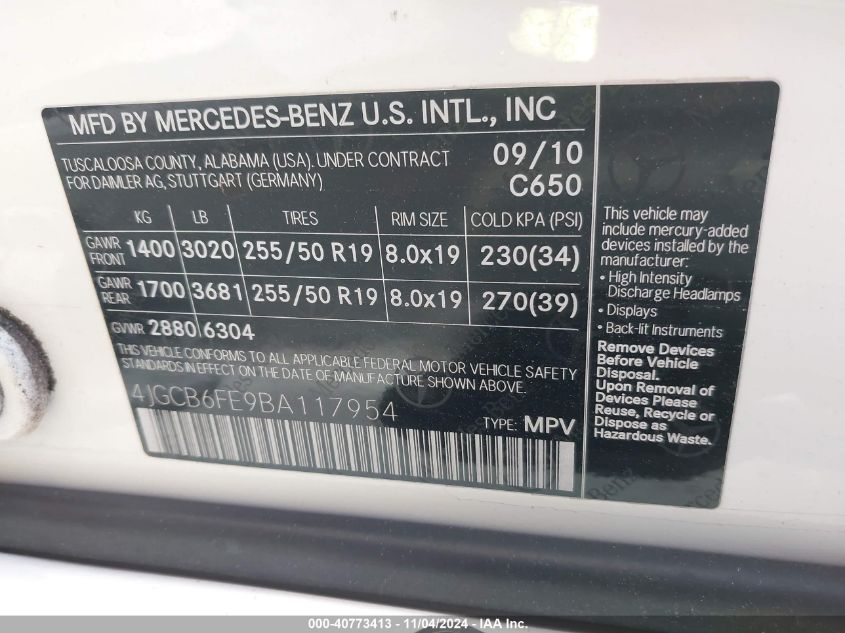 MFD BY MERCEDES-BENZ U.S. INTL., INC
TUSCALOOSA COUNTY, ALABAMA (USA). UNDER CONTRACT
FOR DAIMLER AG, STUTTGART (GERMANY)
09/10
C650
KG LB TIRES RIM SIZE COLD KPA (PSI)
GAWR FRONT 1400 3020 255/50 R19 8.0x19 230(34)
GAWR REAR 1700 3681 255/50 R19 8.0x19 270(39)
GVWR 2880 6304
THIS VEHICLE CONFORMS TO ALL APPLICABLE FEDERAL MOTOR VEHICLE SAFETY
STANDARDS IN EFFECT ON THE DATE OF MANUFACTURE SHOWN ABOVE.
4JGCB6FE9BA117954
TYPE: MPV
This vehicle may
include mercury-added
devices installed by the
manufacturer:
• High Intensity
Discharge Headlamps
• Displays
• Back-lit Instruments
Remove Devices
Before Vehicle
Disposal.
Upon Removal of
Devices Please
Reuse, Recycle or
Dispose as
Hazardous Waste.
000-40773413 - 11/04/2024 - IAA Inc.